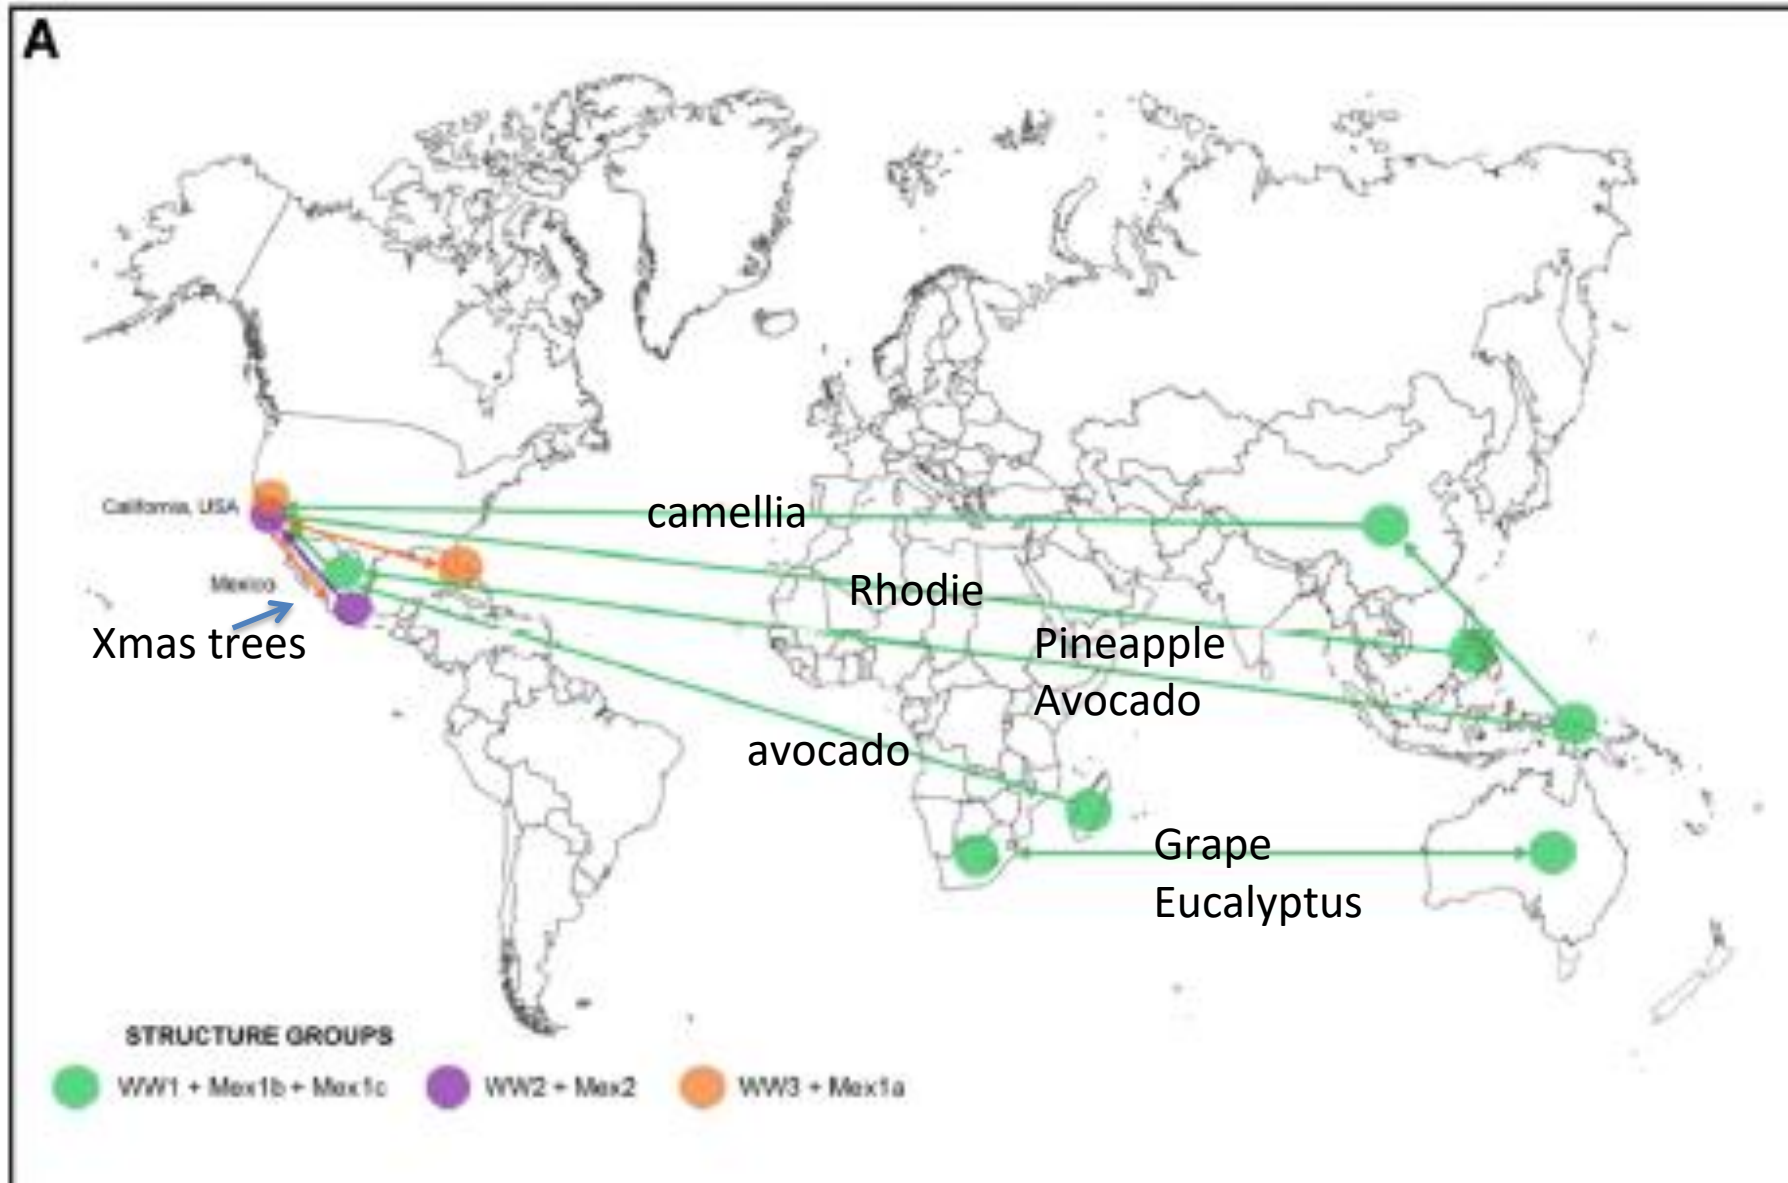 A
California, USA
camellia
Mexico
Rhodie
Xmas trees
Pineapple
Avocado
avocado
Grape
Eucalyptus
STRUCTURE GROUPS
WW1 + Mex1b + Mex1c
WW2 + Mex2
WW3 + Mex1a